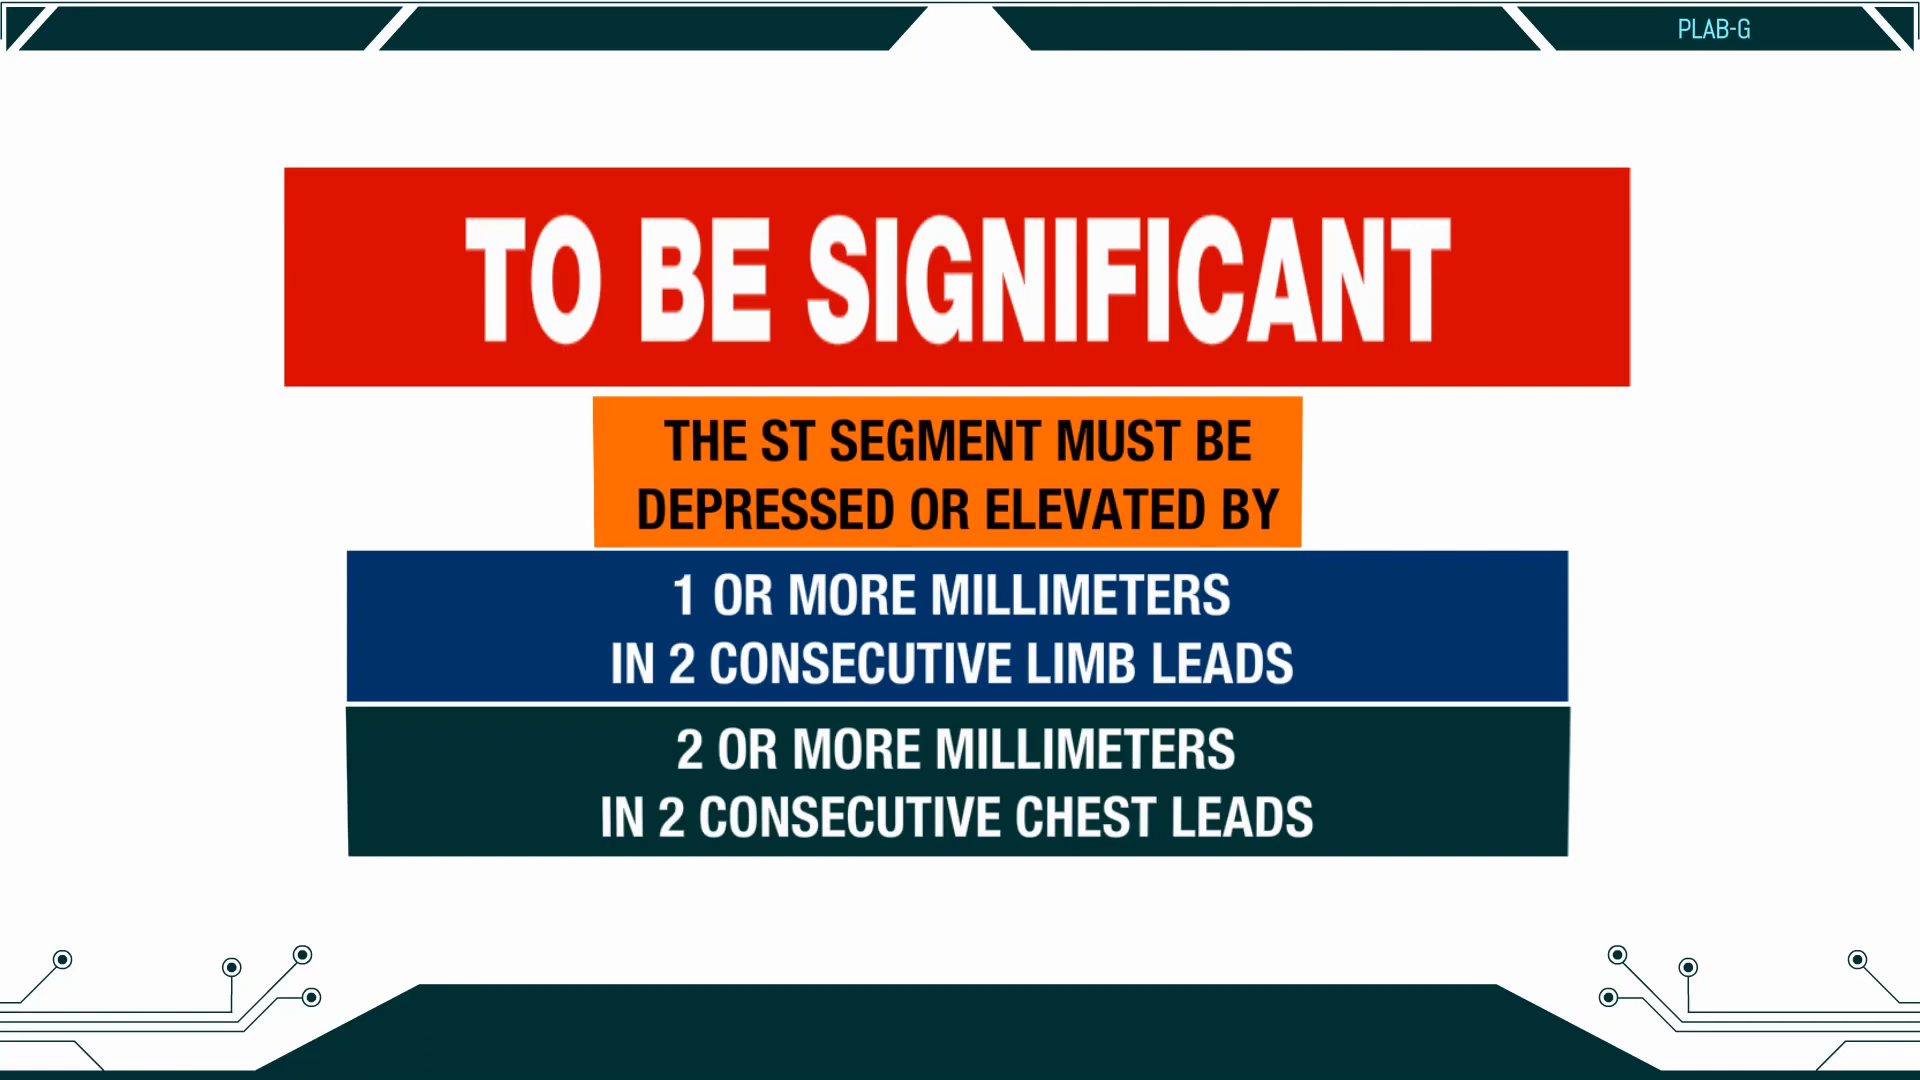 PLAB-G
TO BE SIGNIFICANT
THE ST SEGMENT MUST BE
DEPRESSED OR ELEVATED BY
1 OR MORE MILLIMETERS
IN 2 CONSECUTIVE LIMB LEADS
2 OR MORE MILLIMETERS
IN 2 CONSECUTIVE CHEST LEADS